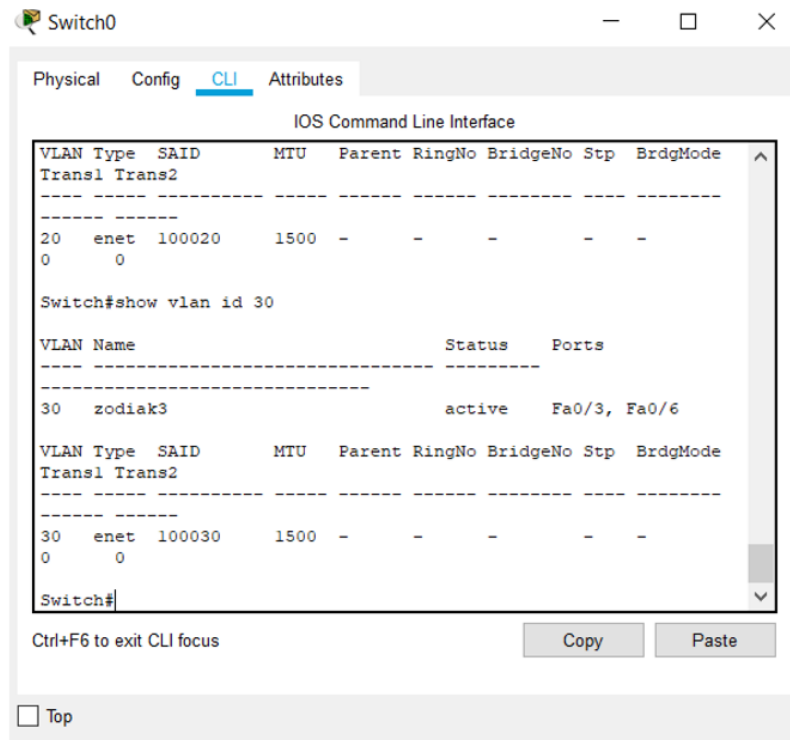 Switch0
Physical Config CLI Attributes
IOS Command Line Interface
VLAN Type SAID MTU Parent RingNo BridgeNo Stp BrdgMode
Trans1 Trans2
---- ----- ---------- ----- ------ ------ -------- ---- --------
------ ------
20 enet 100020 1500 - - - - -
0 0
Switch#show vlan id 30
VLAN Name Status Ports
---- -------------------------------- ---------
-------------------------------
30 zodiak3 active Fa0/3, Fa0/6
VLAN Type SAID MTU Parent RingNo BridgeNo Stp BrdgMode
Trans1 Trans2
---- ----- ---------- ----- ------ ------ -------- ---- --------
------ ------
30 enet 100030 1500 - - - - -
0 0
Switch#
Ctrl+F6 to exit CLI focus
Copy Paste
Top